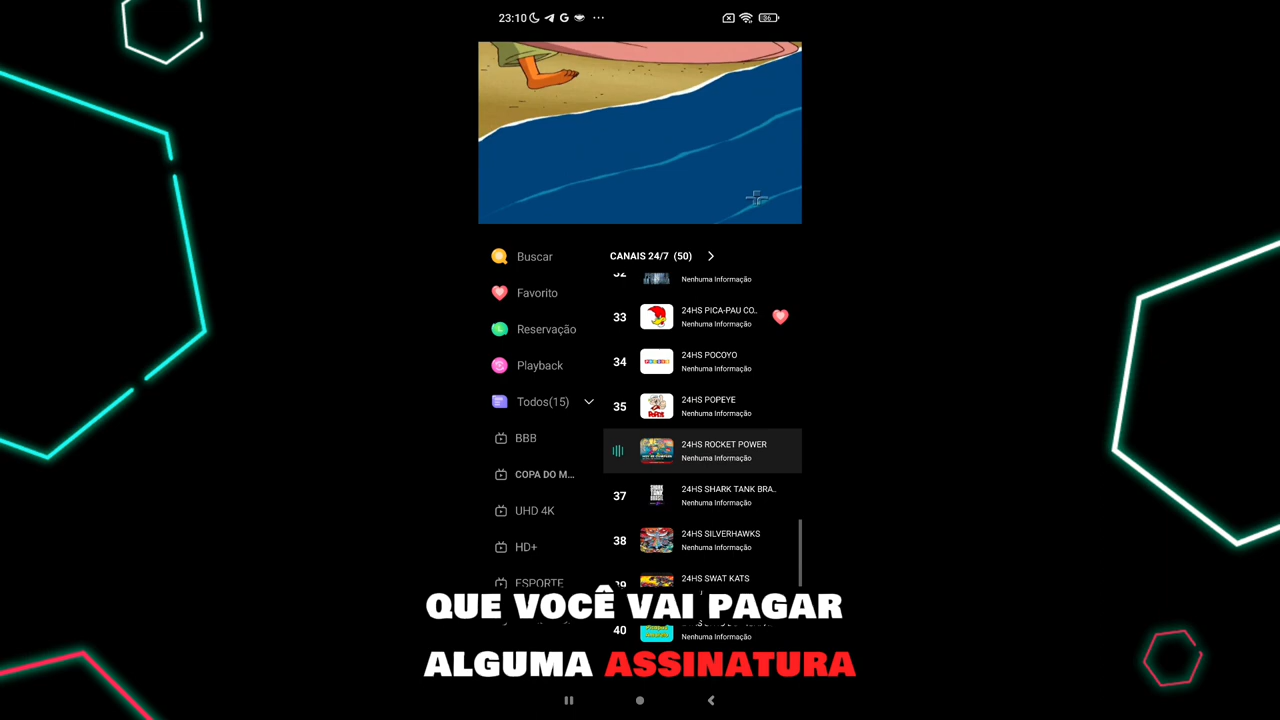 23:10
Buscar
Favorito
Reservação
Playback
Todos(15)
BBB
COPA DO M...
UHD 4K
HD+
ESPORTE
CANAIS 24/7 (50)
32
Nenhuma Informação
33
24HS PICA-PAU CO..
Nenhuma Informação
34
24HS POCOYO
Nenhuma Informação
35
24HS POPEYE
Nenhuma Informação
24HS ROCKET POWER
Nenhuma Informação
37
24HS SHARK TANK BRA..
Nenhuma Informação
38
24HS SILVERHAWKS
Nenhuma Informação
39
24HS SWAT KATS
40
Nenhuma Informação
QUE VOCÊ VAI PAGAR
ALGUMA ASSINATURA